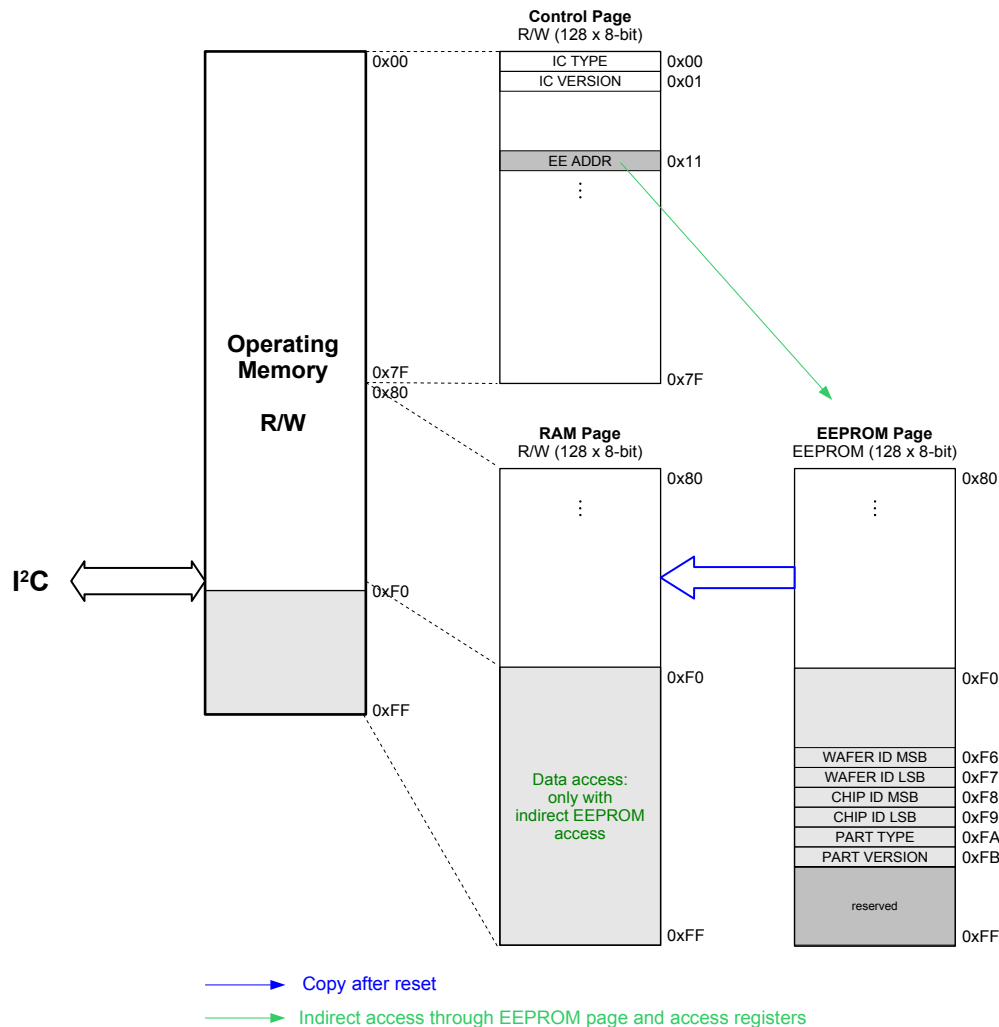 Control Page
R/W (128 x 8-bit)
0x00
IC TYPE
0x00
IC VERSION
0x01
EE ADDR
0x11
⋮
Operating
Memory
R/W
0x7F
0x80
0x7F
RAM Page
R/W (128 x 8-bit)
EEPROM Page
EEPROM (128 x 8-bit)
0x80
0x80
⋮
⋮
I²C
0xF0
0xF0
0xF0
0xFF
WAFER ID MSB
0xF6
WAFER ID LSB
0xF7
CHIP ID MSB
0xF8
CHIP ID LSB
0xF9
PART TYPE
0xFA
PART VERSION
0xFB
Data access:
only with
indirect EEPROM
access
reserved
0xFF
0xFF
Copy after reset
Indirect access through EEPROM page and access registers